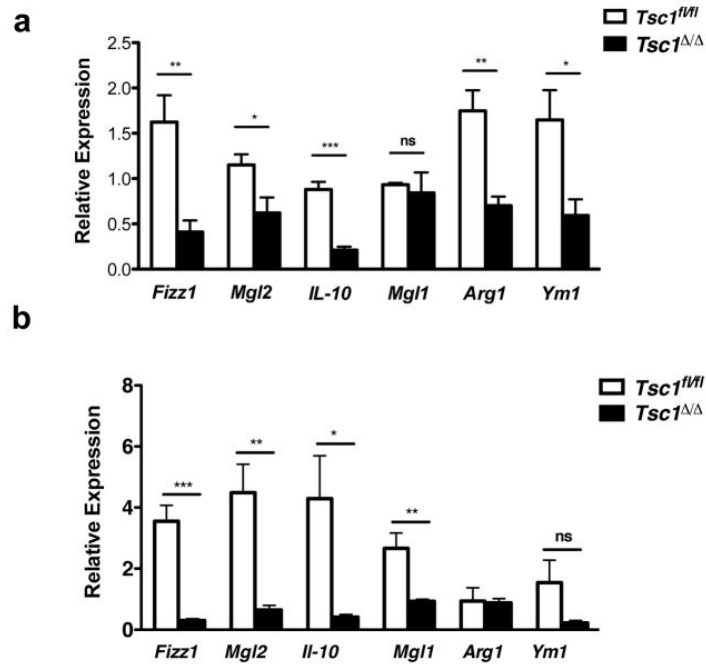 a
Tsc1fl/fl
Tsc1Δ/Δ
Relative Expression
2.5
2.0
1.5
1.0
0.5
0.0
** * *** ns ** *
Fizz1 Mgl2 IL-10 Mgl1 Arg1 Ym1
b
Tsc1fl/fl
Tsc1Δ/Δ
Relative Expression
8
6
4
2
0
*** ** * ** ns
Fizz1 Mgl2 Il-10 Mgl1 Arg1 Ym1